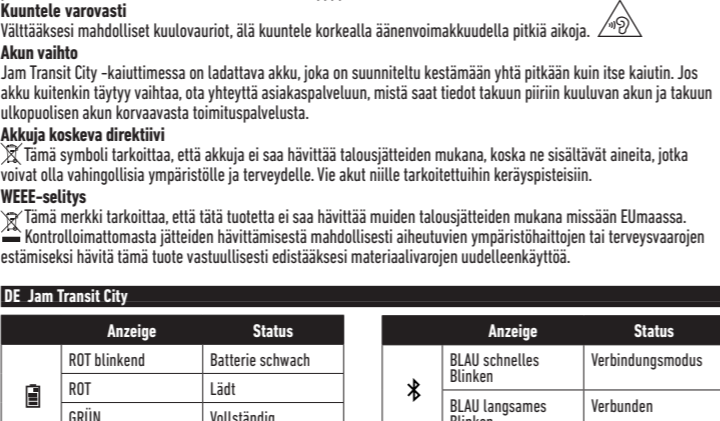 Kuuntele varovasti
Välttääksesi mahdolliset kuulovauriot, älä kuuntele korkealla äänenvoimakkuudella pitkiä aikoja.
Akun vaihto
Jam Transit City -kaiuttimessa on ladattava akku, joka on suunniteltu kestämään yhtä pitkään kuin itse kaiutin. Jos
akku kuitenkin täytyy vaihtaa, ota yhteyttä asiakaspalveluun, mistä saat tiedot takuun piiriin kuuluvan akun ja takuun
ulkopuolisen akun korvaavasta toimituspalvelusta.
Akkuja koskeva direktiivi
Tämä symboli tarkoittaa, että akkuja ei saa hävittää talousjätteiden mukana, koska ne sisältävät aineita, jotka
voivat olla vahingollisia ympäristölle ja terveydelle. Vie akut niille tarkoitettuihin keräyspisteisiin.
WEEE-selitys
Tämä merkki tarkoittaa, että tätä tuotetta ei saa hävittää muiden talousjätteiden mukana missään EUmaassa.
Kontrolloimattomasta jätteiden hävittämisestä mahdollisesti aiheutuvien ympäristöhaittojen tai terveysvaarojen
estämiseksi hävitä tämä tuote vastuullisesti edistääksesi materiaalivarojen uudelleenkäyttöä.
DE Jam Transit City
Anzeige Status
ROT blinkend Batterie schwach
ROT Lädt
GRÜN Vollständig
Anzeige Status
BLAU schnelles Verbindungsmodus
Blinken
BLAU langsames Verbunden
Blinken